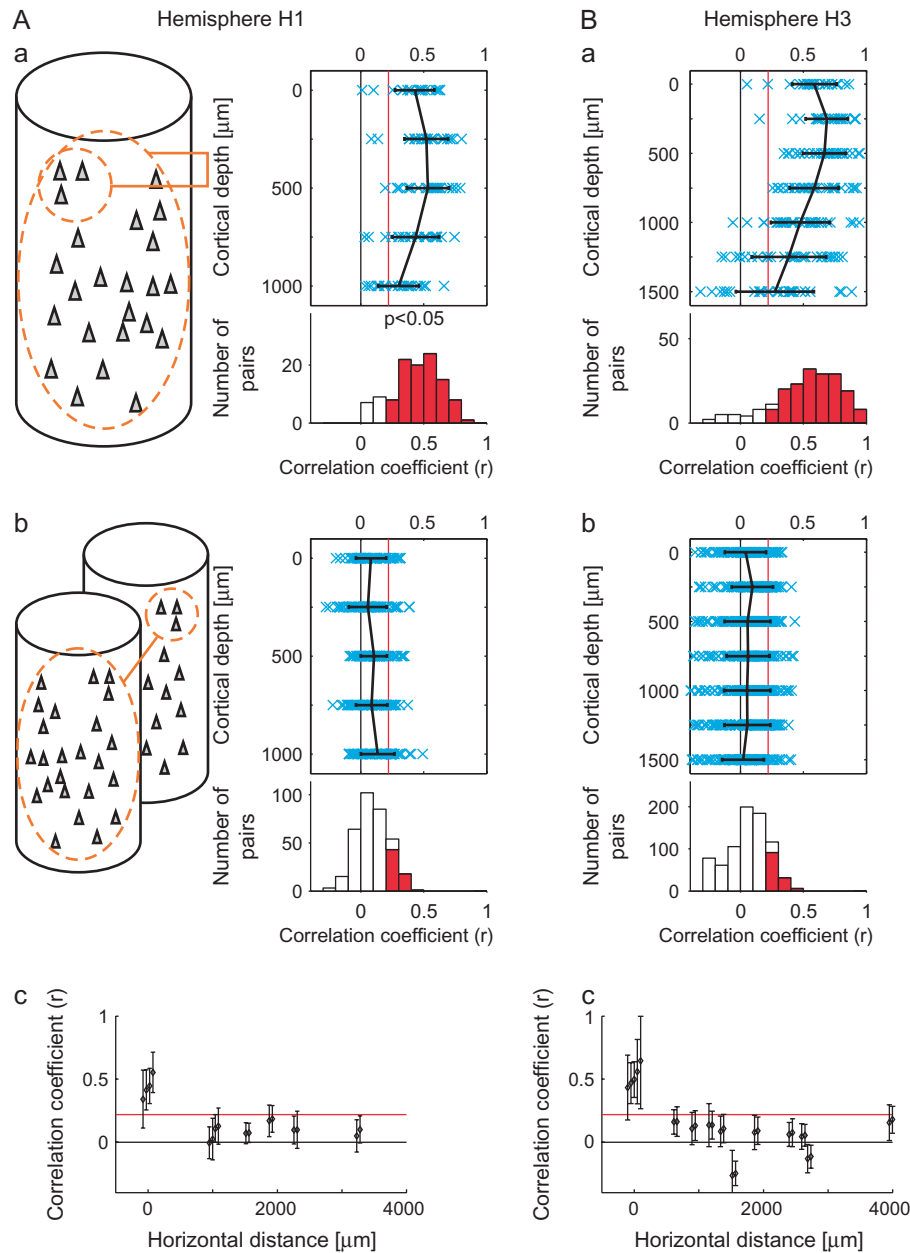 A Hemisphere H1
a
0 0.5 1
Cortical depth [μm]
0
500
1000
p<0.05
Number of
pairs
20
0
0 0.5 1
Correlation coefficient (r)
B Hemisphere H3
a
0 0.5 1
Cortical depth [μm]
0
500
1000
1500
Number of
pairs
50
0
0 0.5 1
Correlation coefficient (r)
b
0 0.5 1
Cortical depth [μm]
0
500
1000
Number of
pairs
100
50
0
0 0.5 1
Correlation coefficient (r)
b
0 0.5 1
Cortical depth [μm]
0
500
1000
1500
Number of
pairs
200
100
0
0 0.5 1
Correlation coefficient (r)
c
Correlation coefficient (r)
1
0.5
0
0 2000 4000
Horizontal distance [μm]
c
Correlation coefficient (r)
1
0.5
0
0 2000 4000
Horizontal distance [μm]